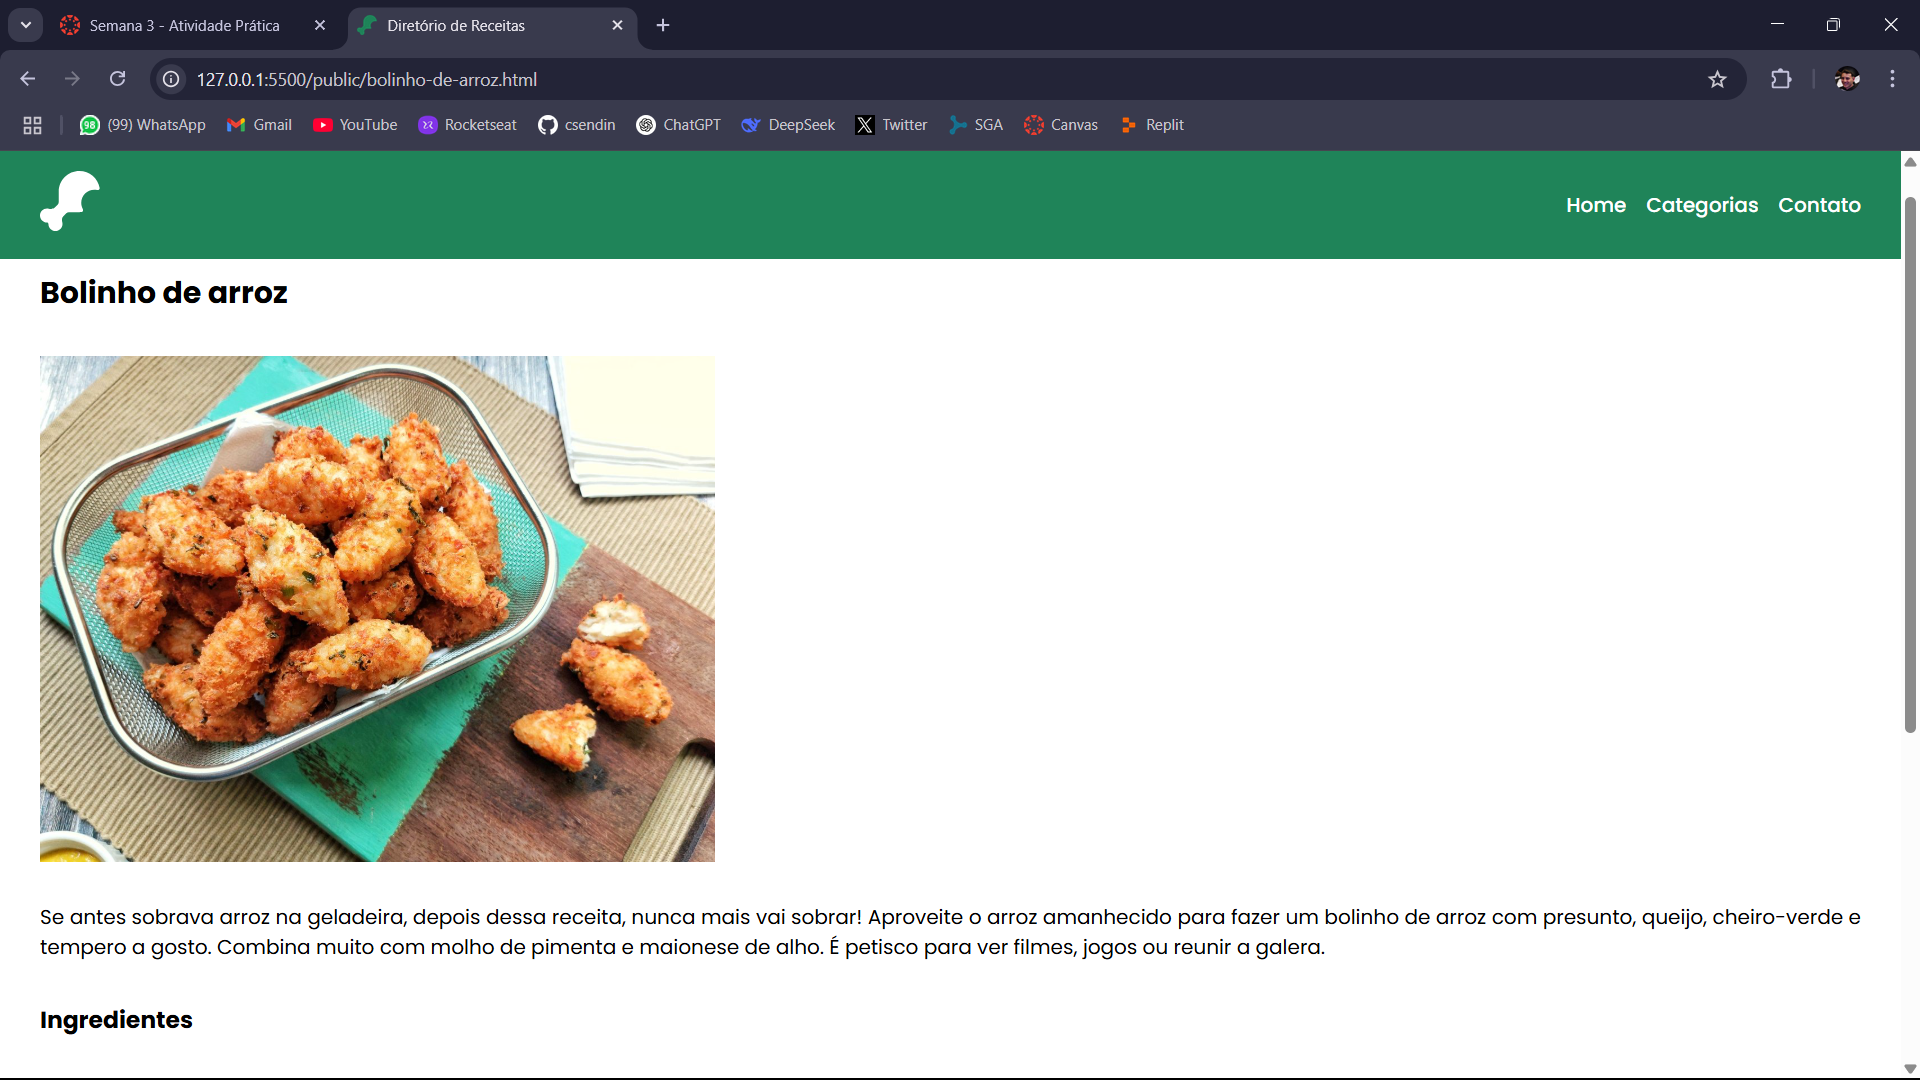 Semana 3 - Atividade Prática
Diretório de Receitas
127.0.0.1:5500/public/bolinho-de-arroz.html
98 (99) WhatsApp
Gmail
YouTube
Rocketseat
csendin
ChatGPT
DeepSeek
Twitter
SGA
Canvas
Replit
Home Categorias Contato
Bolinho de arroz
Se antes sobrava arroz na geladeira, depois dessa receita, nunca mais vai sobrar! Aproveite o arroz amanhecido para fazer um bolinho de arroz com presunto, queijo, cheiro-verde e
tempero a gosto. Combina muito com molho de pimenta e maionese de alho. É petisco para ver filmes, jogos ou reunir a galera.
Ingredientes